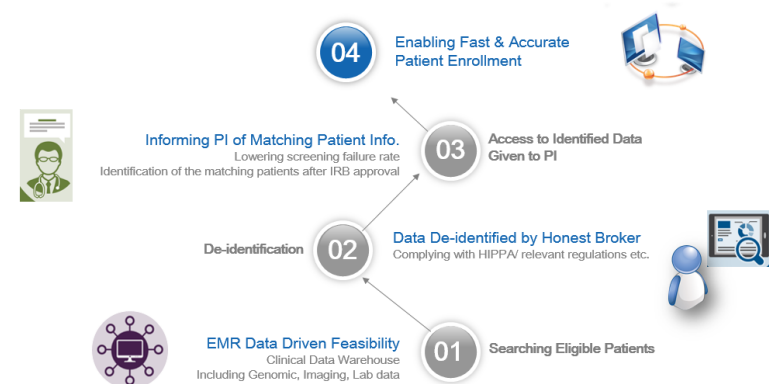 04
Enabling Fast & Accurate
Patient Enrollment
Informing PI of Matching Patient Info.
Lowering screening failure rate
Identification of the matching patients after IRB approval
03
Access to Identified Data
Given to PI
De-identification
02
Data De-identified by Honest Broker
Complying with HIPPA/ relevant regulations etc.
EMR Data Driven Feasibility
Clinical Data Warehouse
Including Genomic, Imaging, Lab data
01
Searching Eligible Patients